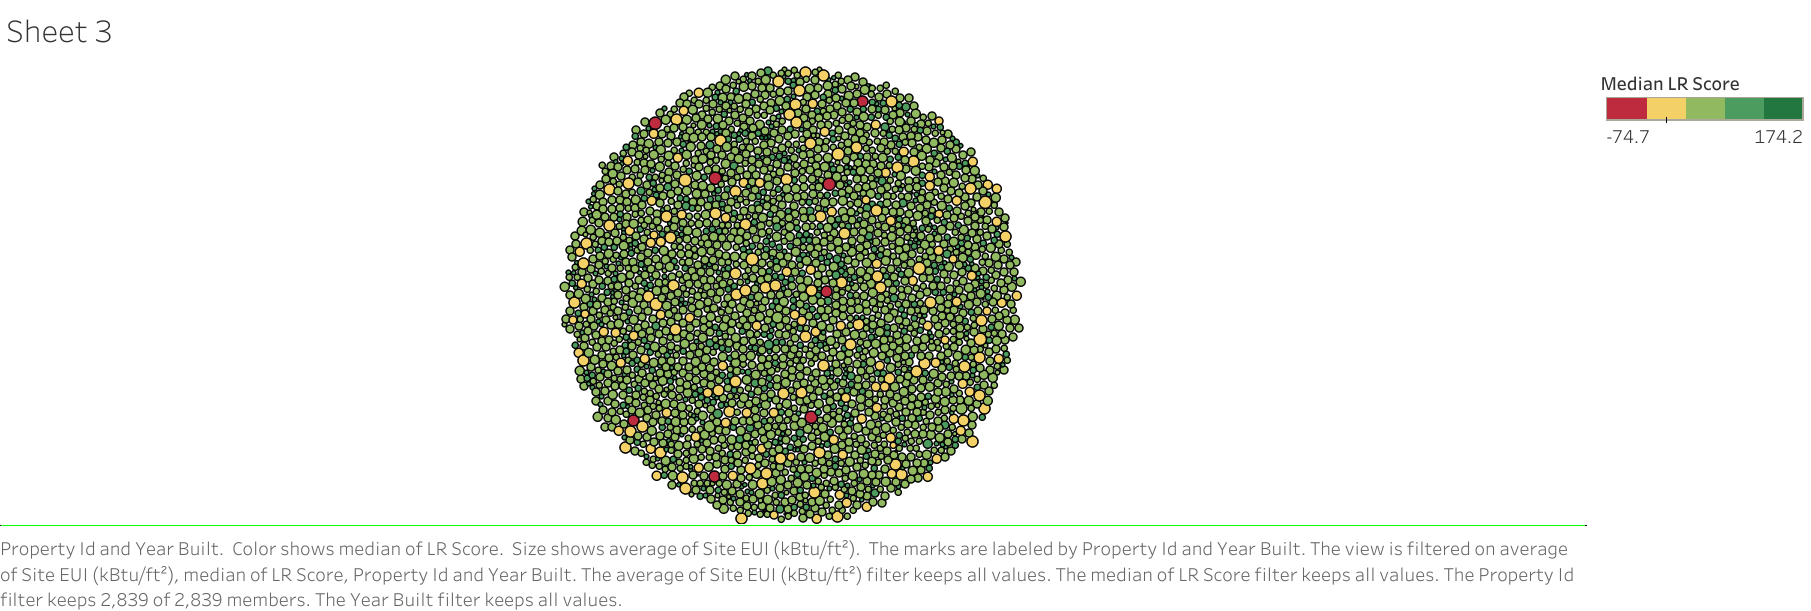 Sheet 3
Median LR Score
-74.7 174.2
Property Id and Year Built.  Color shows median of LR Score.  Size shows average of Site EUI (kBtu/ft²).  The marks are labeled by Property Id and Year Built. The view is filtered on average
of Site EUI (kBtu/ft²), median of LR Score, Property Id and Year Built. The average of Site EUI (kBtu/ft²) filter keeps all values. The median of LR Score filter keeps all values. The Property Id
filter keeps 2,839 of 2,839 members. The Year Built filter keeps all values.